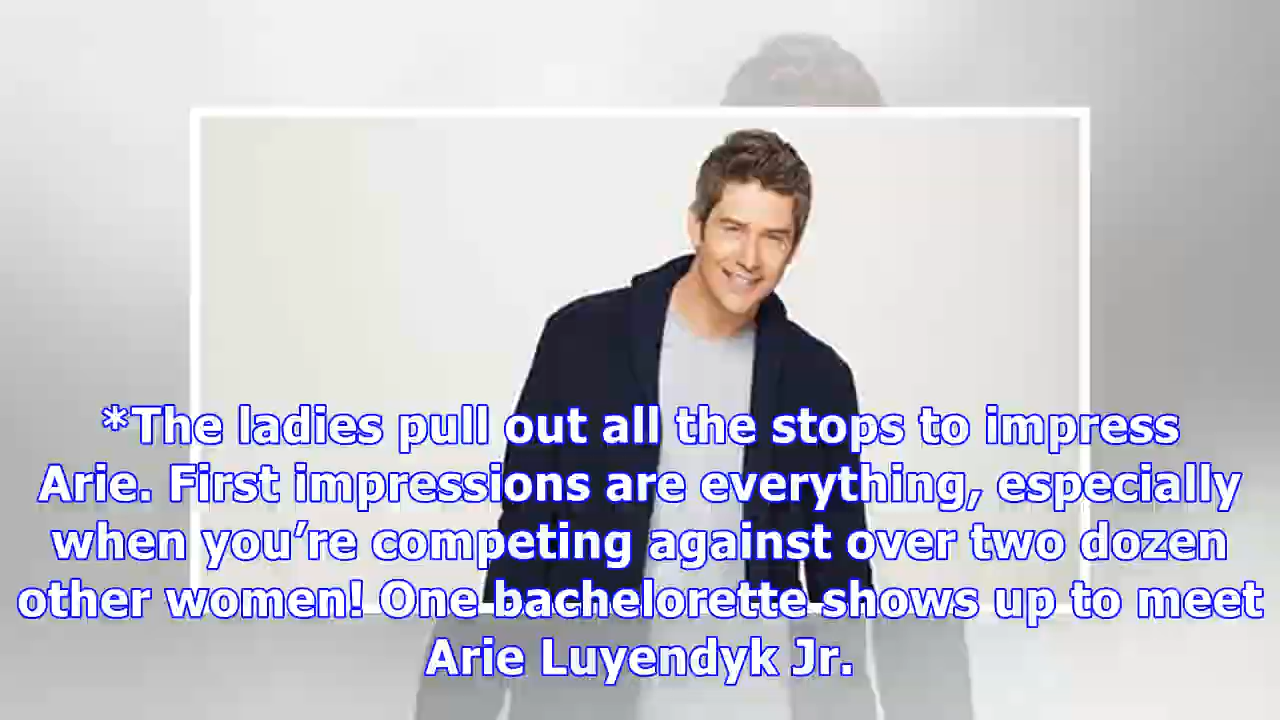 *The ladies pull out all the stops to impress
Arie. First impressions are everything, especially
when you’re competing against over two dozen
other women! One bachelorette shows up to meet
Arie Luyendyk Jr.